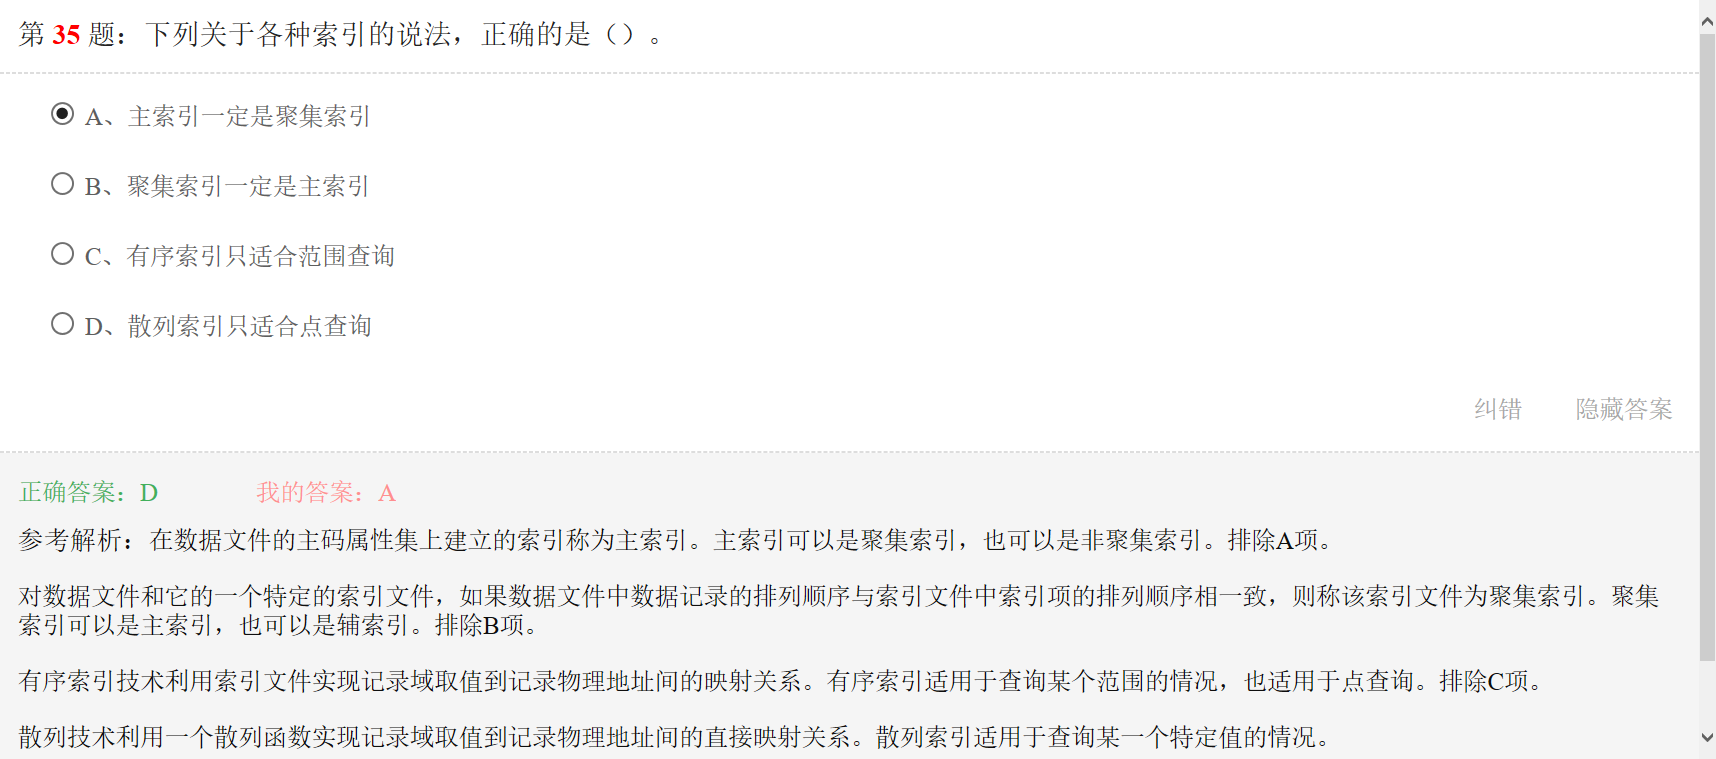 第 35 题：下列关于各种索引的说法，正确的是（）。
A、主索引一定是聚集索引
B、聚集索引一定是主索引
C、有序索引只适合范围查询
D、散列索引只适合点查询
纠错 隐藏答案
正确答案：D 我的答案：A
参考解析：在数据文件的主码属性集上建立的索引称为主索引。主索引可以是聚集索引，也可以是非聚集索引。排除A项。
对数据文件和它的一个特定的索引文件，如果数据文件中数据记录的排列顺序与索引文件中索引项的排列顺序相一致，则称该索引文件为聚集索引。聚集
索引可以是主索引，也可以是辅索引。排除B项。
有序索引技术利用索引文件实现记录域取值到记录物理地址间的映射关系。有序索引适用于查询某个范围的情况，也适用于点查询。排除C项。
散列技术利用一个散列函数实现记录域取值到记录物理地址间的直接映射关系。散列索引适用于查询某一个特定值的情况。